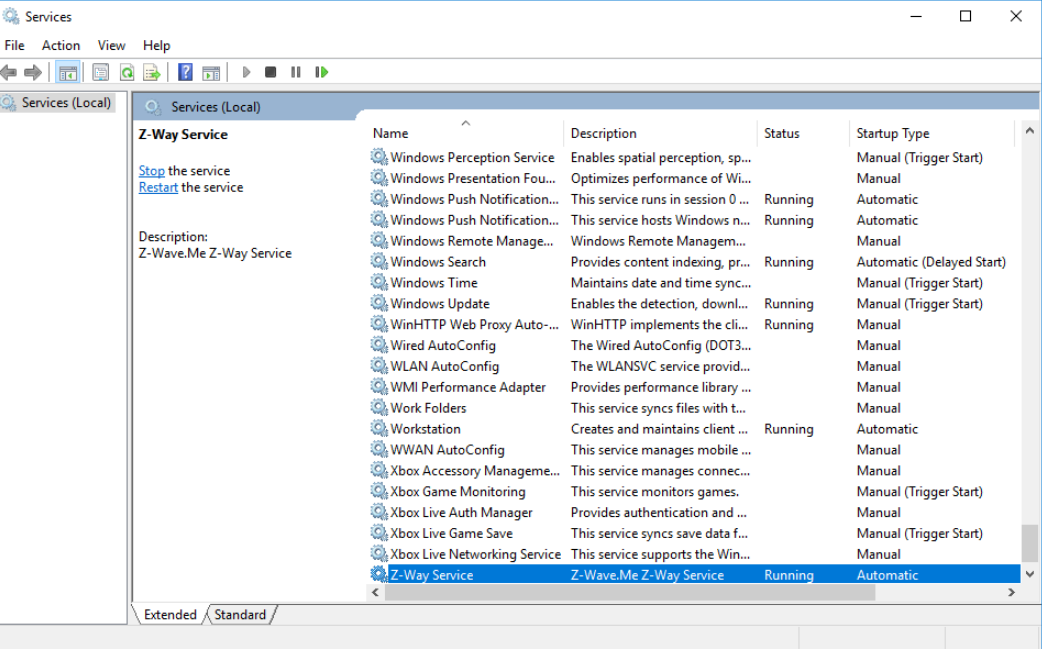 Services
File Action View Help
Services (Local)
Services (Local)
Z-Way Service
Stop the service
Restart the service
Description:
Z-Wave.Me Z-Way Service
Name Description Status Startup Type
Windows Perception Service Enables spatial perception, sp... Manual (Trigger Start)
Windows Presentation Fou... Optimizes performance of Wi... Manual
Windows Push Notification... This service runs in session 0 ... Running Automatic
Windows Push Notification... This service hosts Windows n... Running Automatic
Windows Remote Manage... Windows Remote Managem... Manual
Windows Search Provides content indexing, pr... Running Automatic (Delayed Start)
Windows Time Maintains date and time sync... Manual (Trigger Start)
Windows Update Enables the detection, downl... Running Manual (Trigger Start)
WinHTTP Web Proxy Auto-... WinHTTP implements the cli... Running Manual
Wired AutoConfig The Wired AutoConfig (DOT3... Manual
WLAN AutoConfig The WLANSVC service provid... Manual
WMI Performance Adapter Provides performance library ... Manual
Work Folders This service syncs files with t... Manual
Workstation Creates and maintains client ... Running Automatic
WWAN AutoConfig This service manages mobile ... Manual
Xbox Accessory Manageme... This service manages connec... Manual
Xbox Game Monitoring This service monitors games. Manual (Trigger Start)
Xbox Live Auth Manager Provides authentication and ... Manual
Xbox Live Game Save This service syncs save data f... Manual (Trigger Start)
Xbox Live Networking Service This service supports the Win... Manual
Z-Way Service Z-Wave.Me Z-Way Service Running Automatic
Extended Standard